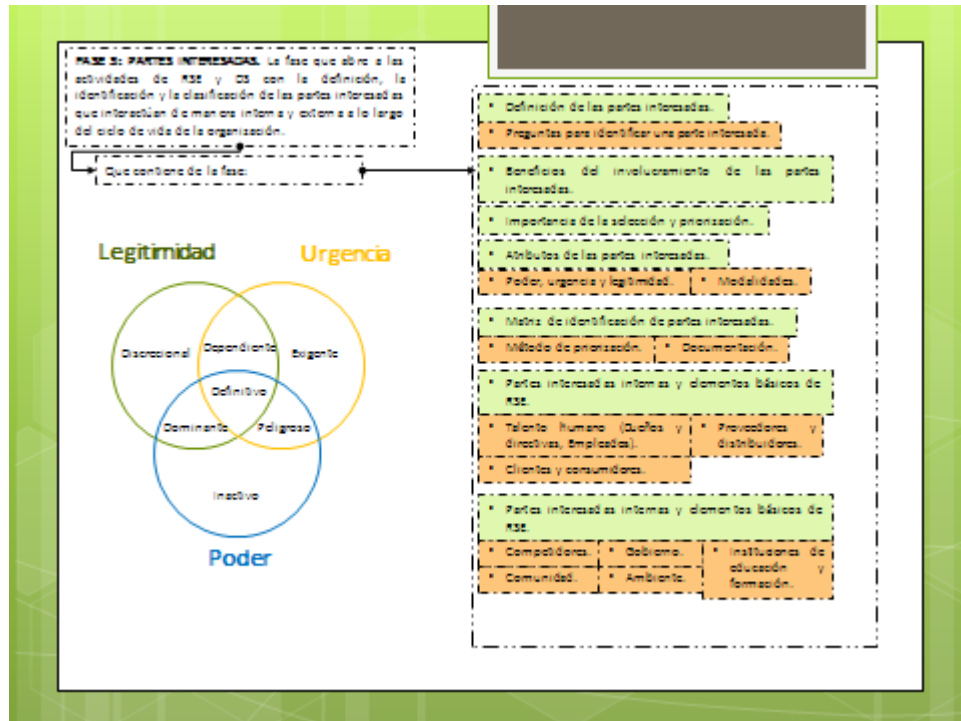 FASE 3: PARTES INTERESADAS. La fase que abre a las
actividades de RSE y DS con la definición, la
identificación y la clasificación de las partes interesadas
que interactúan de manera interna y externa a lo largo
del ciclo de vida de la organización.
Que contiene de la fase:
Legitimidad
Urgencia
Discrecional
Dependiente
Exigente
Definitivo
Dominante
Peligroso
Inactivo
Poder
• Definición de las partes interesadas.
• Preguntas para identificar una parte interesada.
• Beneficios del involucramiento de las partes
interesadas.
• Importancia de la selección y priorización.
• Atributos de las partes interesadas.
• Poder, urgencia y legitimidad.
• Modalidades.
• Matriz de identificación de partes interesadas.
• Método de priorización.
• Documentación.
• Partes interesadas internas y elementos básicos de
RSE.
• Talento humano (Dueños y
directivas, Empleados).
• Proveedores y
distribuidores.
• Clientes y consumidores.
• Partes interesadas internas y elementos básicos de
RSE.
• Competidores.
• Gobierno.
• Instituciones de
educación y
formación.
• Comunidad.
• Ambiente.